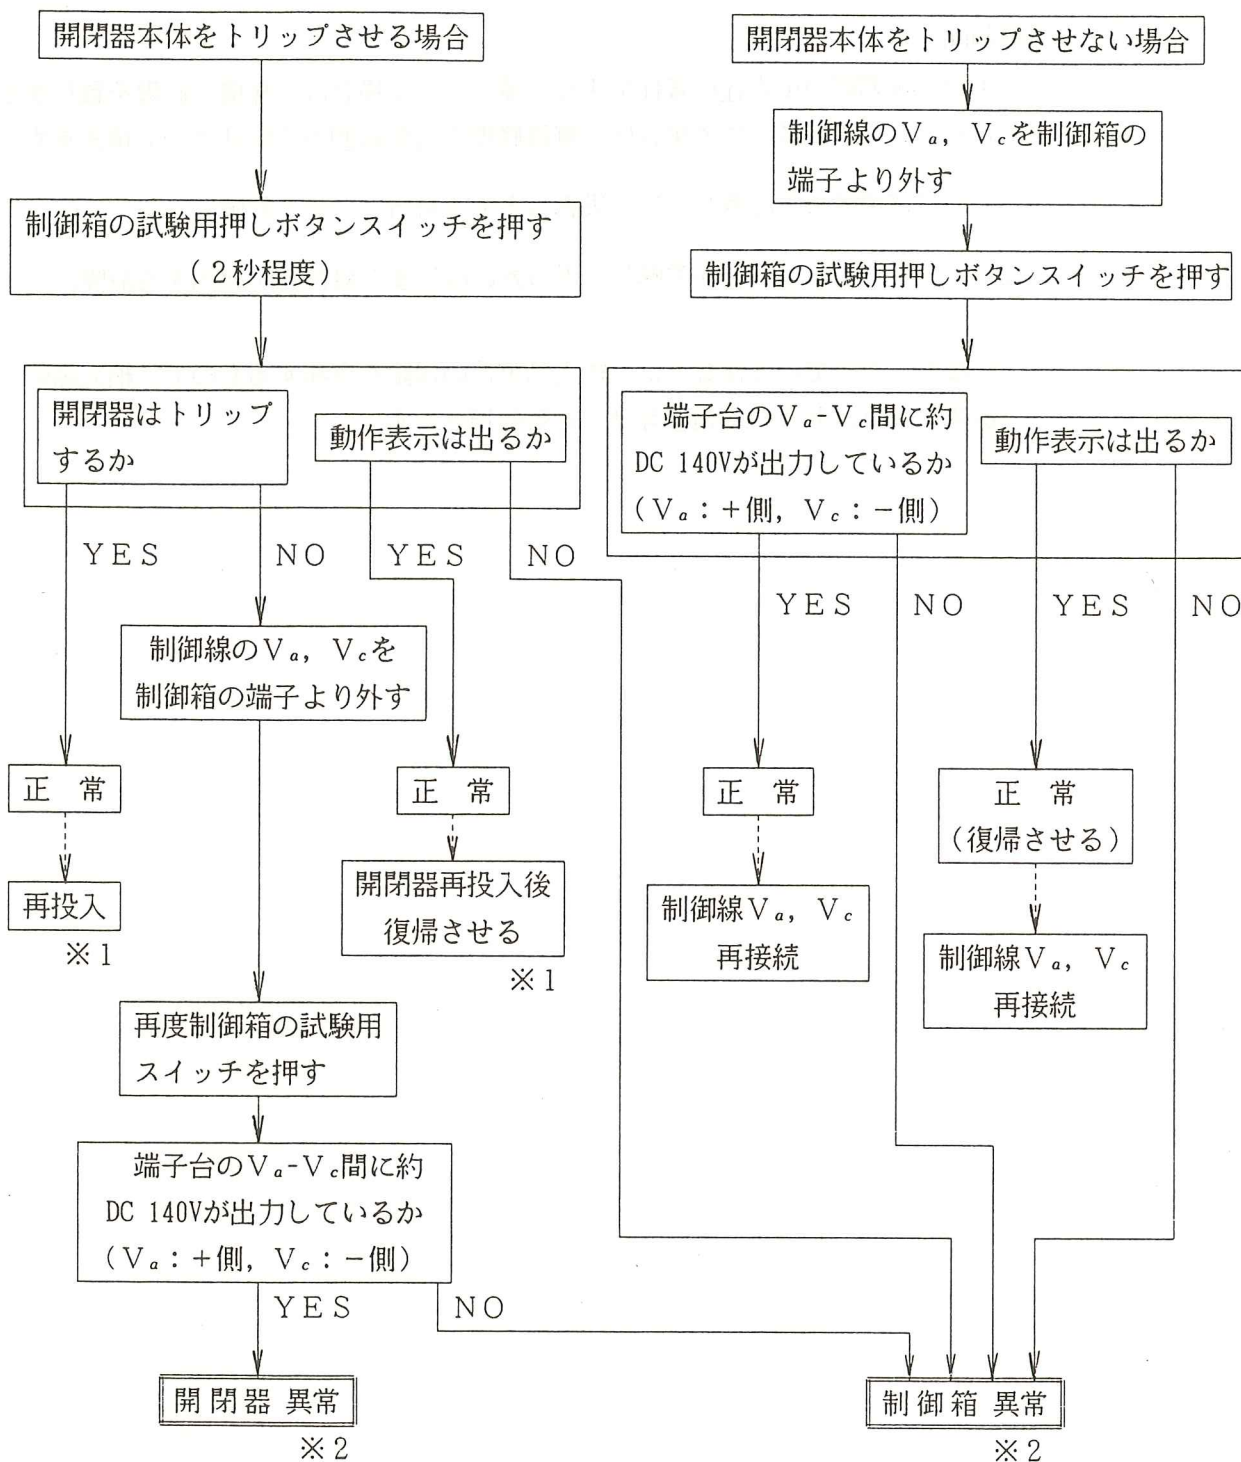 開閉器本体をトリップさせる場合
制御箱の試験用押しボタンスイッチを押す
(2秒程度)
開閉器はトリップ
するか
動作表示は出るか
YES
NO
YES
NO
制御線のVa, Vcを
制御箱の端子より外す
正 常
再投入
※1
正 常
開閉器再投入後
復帰させる
※1
再度制御箱の試験用
スイッチを押す
端子台のVa-Vc間に約
DC 140Vが出力しているか
(Va:+側, Vc:-側)
YES
NO
開閉器 異常
※2
開閉器本体をトリップさせない場合
制御線のVa, Vcを制御箱の
端子より外す
制御箱の試験用押しボタンスイッチを押す
端子台のVa-Vc間に約
DC 140Vが出力しているか
(Va:+側, Vc:-側)
動作表示は出るか
YES
NO
YES
NO
正 常
制御線Va, Vc
再接続
正 常
(復帰させる)
制御線Va, Vc
再接続
制御箱 異常
※2